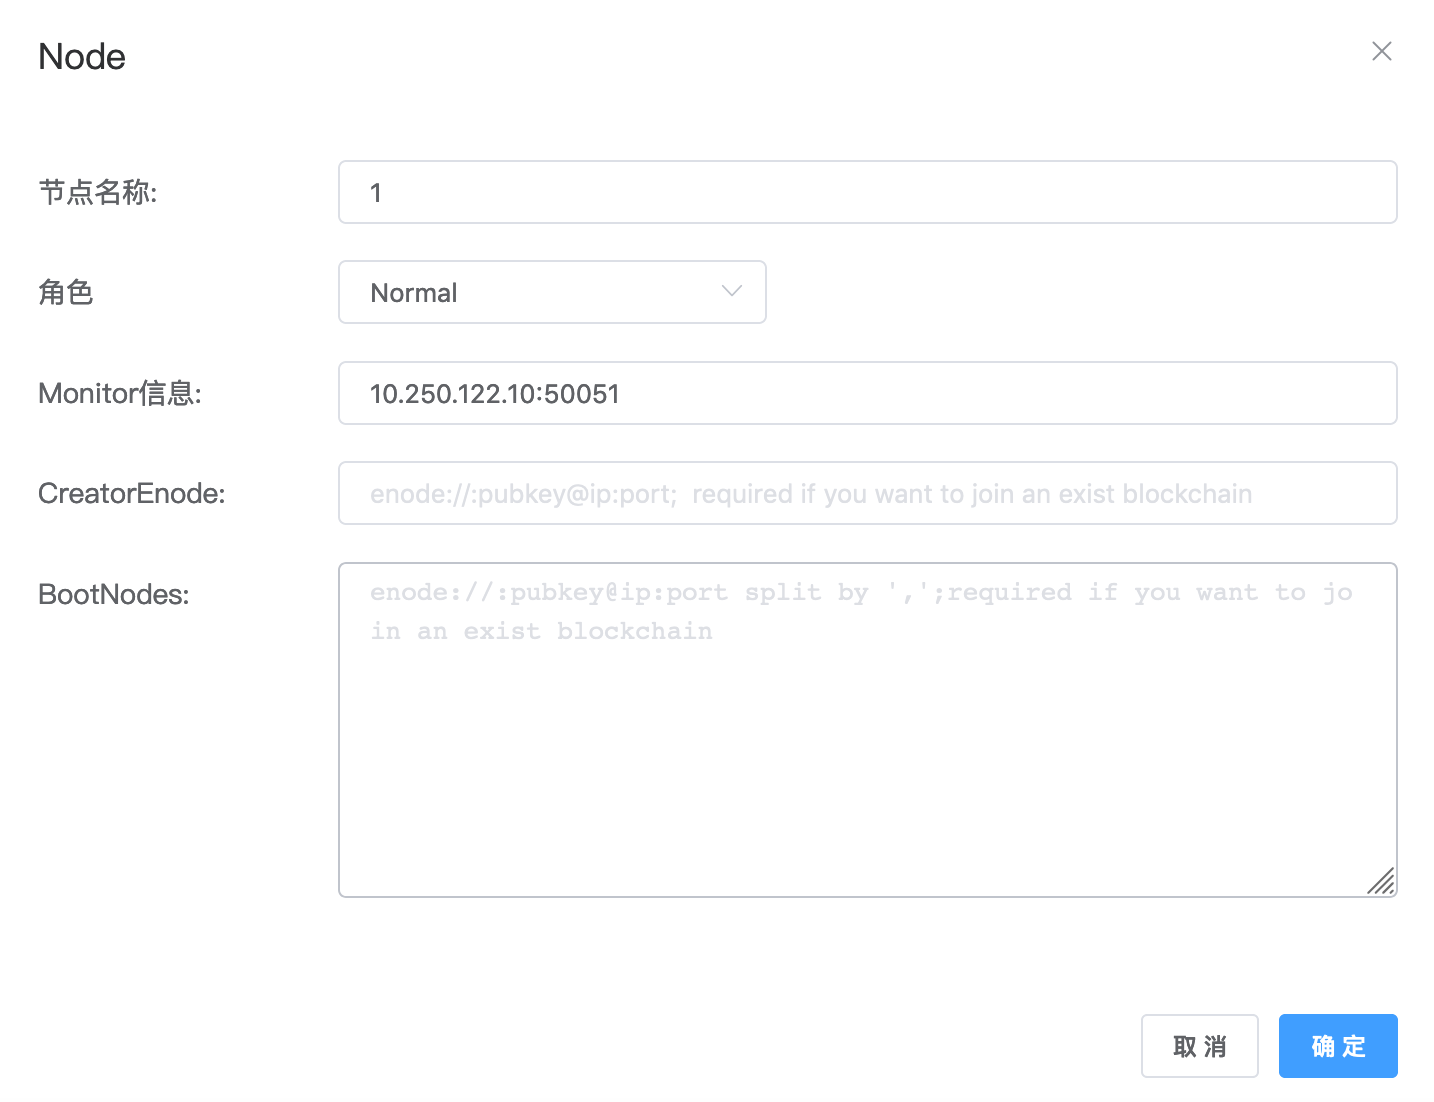 Node
节点名称:
1
角色
Normal
Monitor信息:
10.250.122.10:50051
CreatorEnode:
enode://:pubkey@ip:port;  required if you want to join an exist blockchain
BootNodes:
enode://:pubkey@ip:port split by ',';required if you want to jo
in an exist blockchain
取 消
确 定